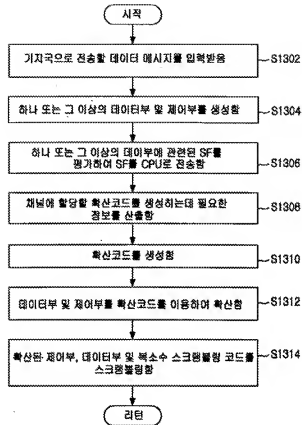 시작
기지국으로 전송할 데이터 메시지를 입력받음
S1302
하나 또는 그 이상의 데이터부 및 제어부를 생성함
S1304
하나 또는 그 이상의 데이부에 관련된 SF를
평가하여 SF를 CPU로 전송함
S1306
채널에 할당할 확산코드를 생성하는데 필요한
정보를 산출함
S1308
확산코드를 생성함
S1310
데이터부 및 제어부를 확산코드를 이용하여 확산함
S1312
확산된 제어부, 데이터부 및 복소수 스크램블링 코드를
스크램블링함
S1314
리턴